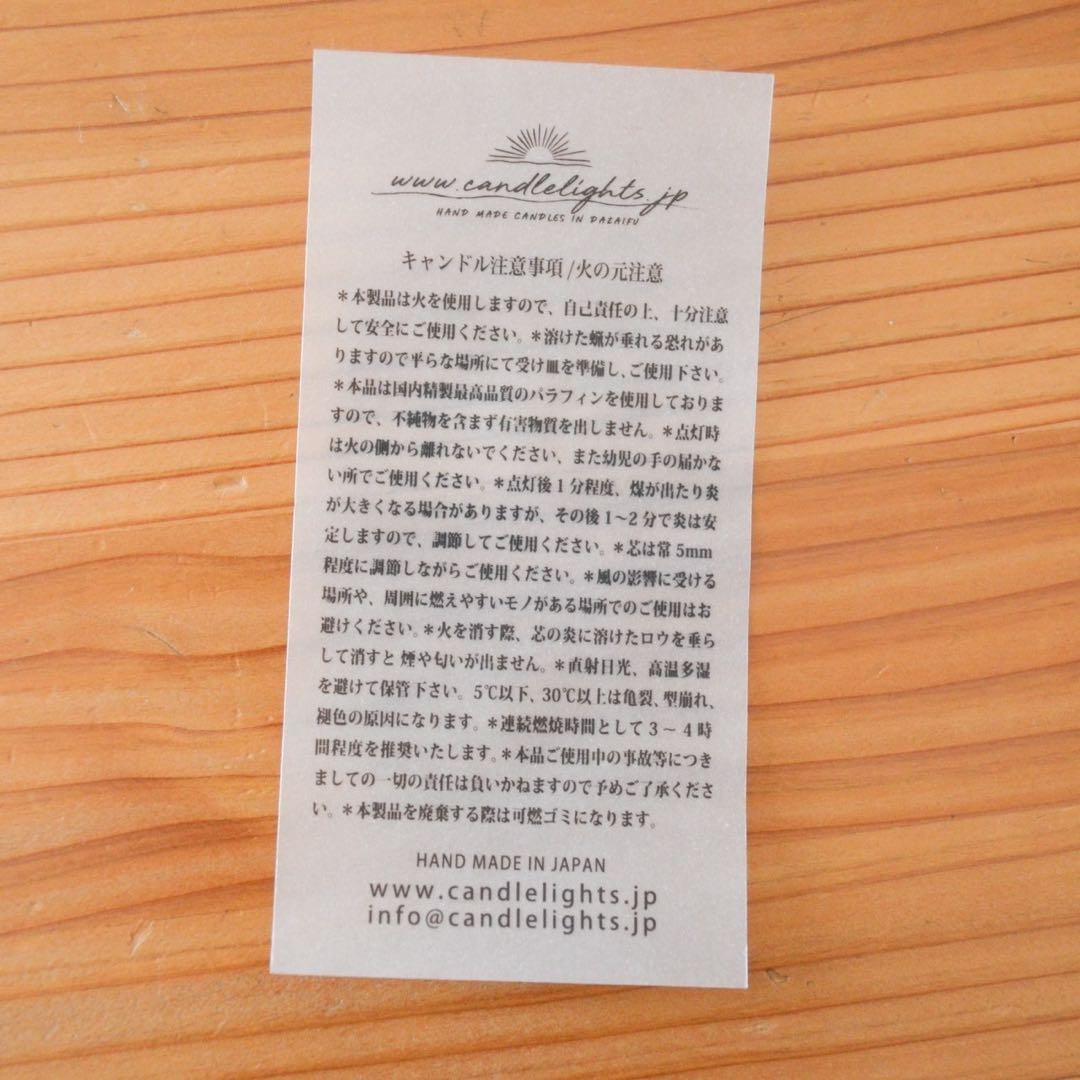 www.candlelights.jp
HAND MADE CANDLES IN DAZAIFU
キャンドル注意事項/火の元注意
＊本製品は火を使用しますので、自己責任の上、十分注意
して安全にご使用ください。＊溶けた蝋が垂れる恐れがあ
りますので平らな場所にて受け皿を準備し、ご使用下さい。
＊本品は国内精製最高品質のパラフィンを使用しておりま
すので、不純物を含まず有害物質を出しません。＊点灯時
は火の側から離れないでください、また幼児の手の届かな
い所でご使用ください。＊点灯後1分程度、煤が出たり炎
が大きくなる場合がありますが、その後1〜2分で炎は安
定しますので、調節してご使用ください。＊芯は常5mm
程度に調節しながらご使用ください。＊風の影響に受ける
場所や、周囲に燃えやすいモノがある場所でのご使用はお
避けください。＊火を消す際、芯の炎に溶けたロウを垂ら
して消すと 煙や匂いが出ません。＊直射日光、高温多湿
を避けて保管下さい。5℃以下、30℃以上は亀裂、型崩れ、
褪色の原因になります。＊連続燃焼時間として3〜4時
間程度を推奨いたします。＊本品ご使用中の事故等につき
ましての一切の責任は負いかねますので予めご了承くださ
い。＊本製品を廃棄する際は可燃ゴミになります。
HAND MADE IN JAPAN
www.candlelights.jp
info@candlelights.jp